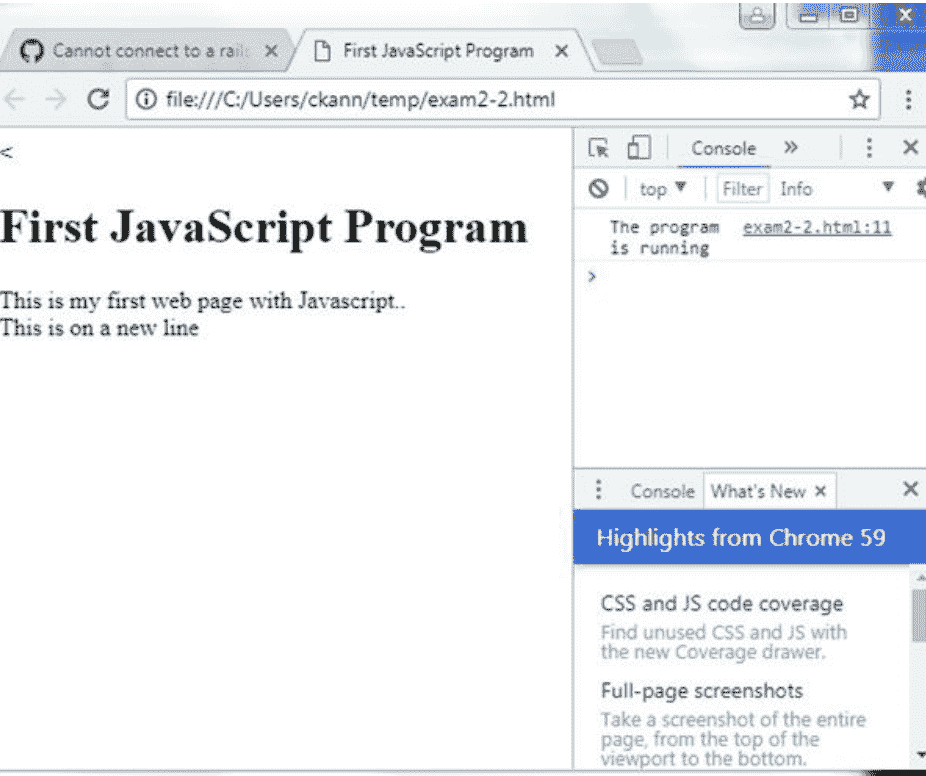 Cannot connect to a rail
First JavaScript Program
file:///C:/Users/ckann/temp/exam2-2.html
<
First JavaScript Program
This is my first web page with Javascript..
This is on a new line
Console
top
Filter
Info
The program
is running
exam2-2.html:11
Console
What's New
Highlights from Chrome 59
CSS and JS code coverage
Find unused CSS and JS with
the new Coverage drawer.
Full-page screenshots
Take a screenshot of the entire
page, from the top of the
viewport to the bottom.